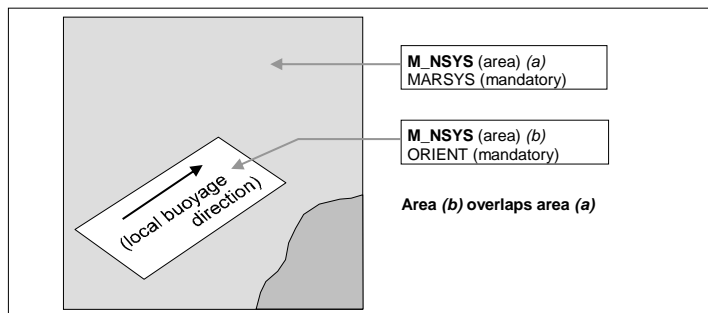 M_NSYS (area) (a)
MARSYS (mandatory)
M_NSYS (area) (b)
ORIENT (mandatory)
(local buoyage
direction)
Area (b) overlaps area (a)